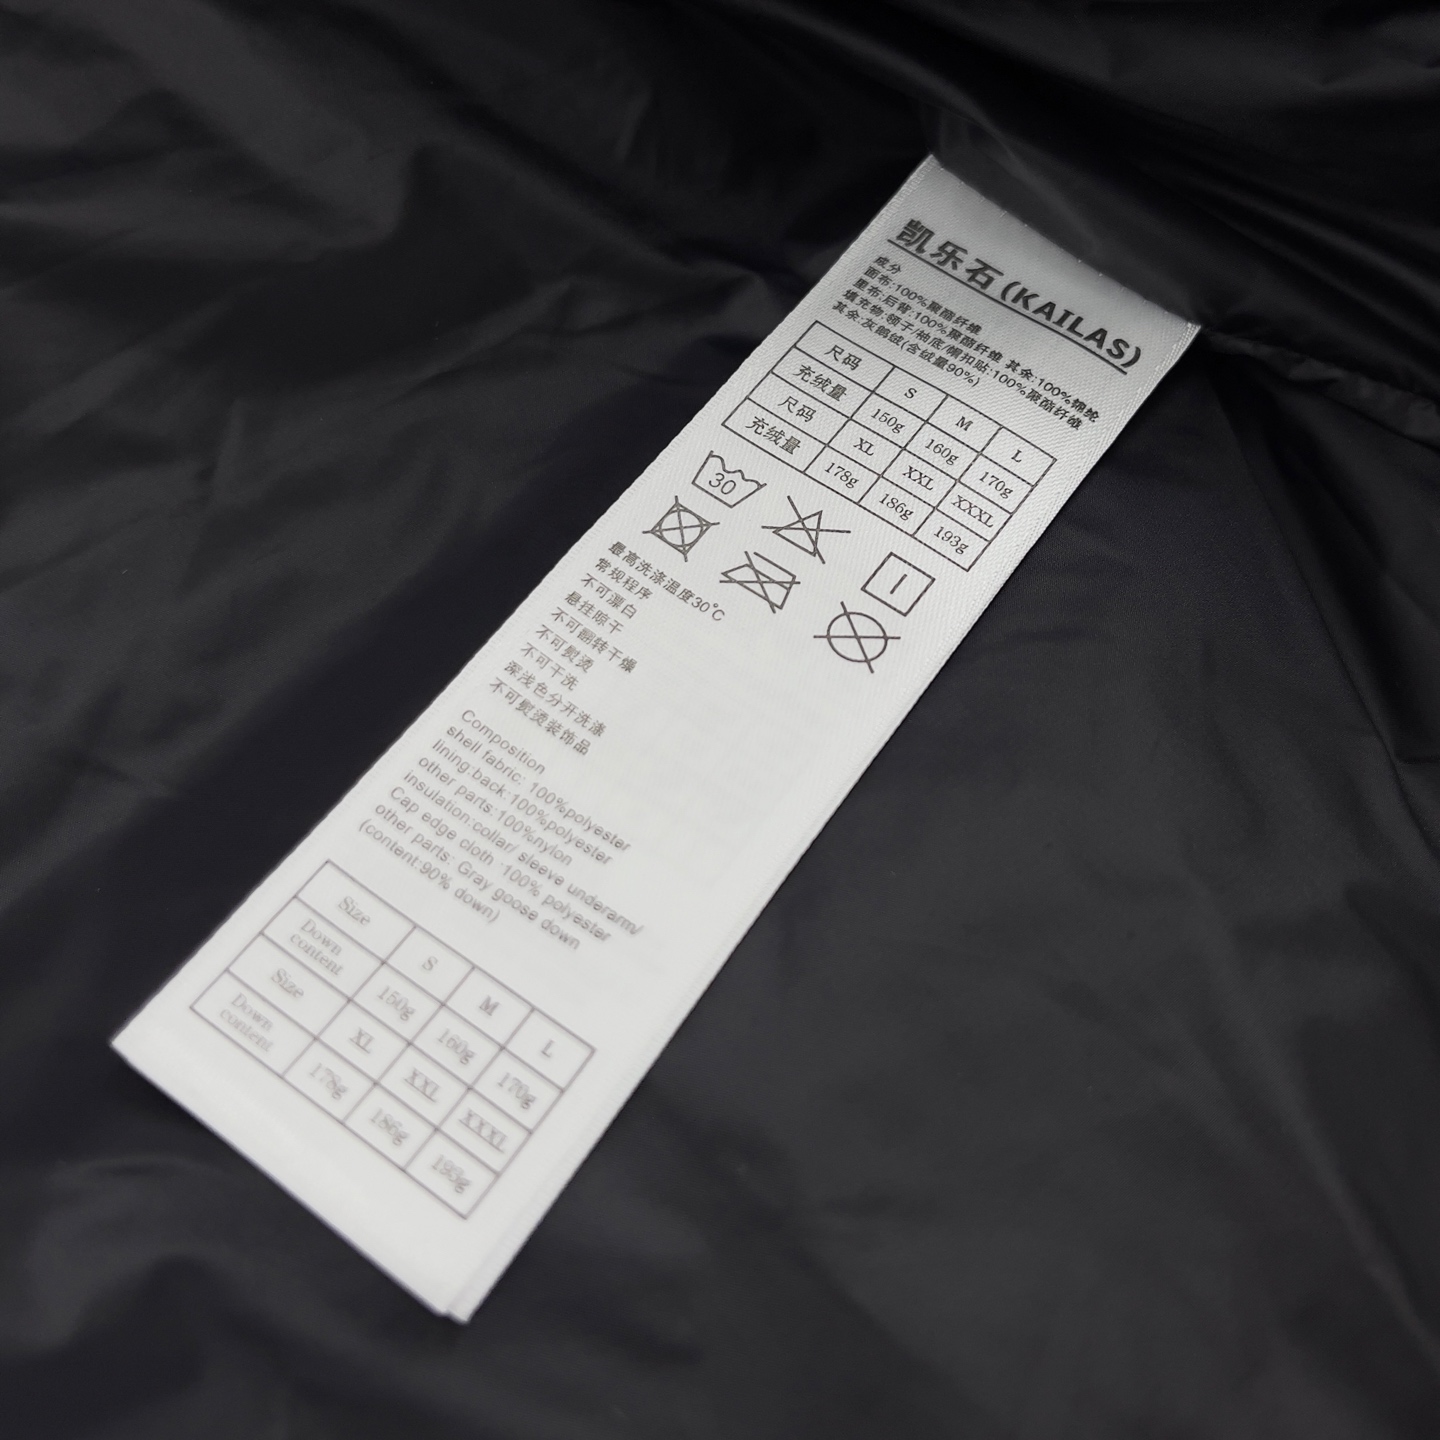 凯乐石(KAILAS)
成分
面布:100%聚酯纤维
里布:后背:100%聚酯纤维 其余:100%锦纶
填充物:领子/袖底/帽扣贴:100%聚酯纤维
其余:灰鹅绒(含绒量90%)
尺码 S M L
充绒量 150g 160g 170g
尺码 XL XXL XXXL
充绒量 178g 186g 193g
30
最高洗涤温度30℃
常规程序
不可漂白
悬挂晾干
不可翻转干燥
不可熨烫
不可干洗
深浅色分开洗涤
不可熨烫装饰品
Composition
shell fabric: 100%polyester
lining:back:100%polyester
other parts:100%nylon
insulation:collar/ sleeve underarm/
Cap edge cloth :100% polyester
other parts: Gray goose down
(content:90% down)
Size S M L
Down content 150g 160g 170g
Size XL XXL XXXL
Down content 178g 186g 193g